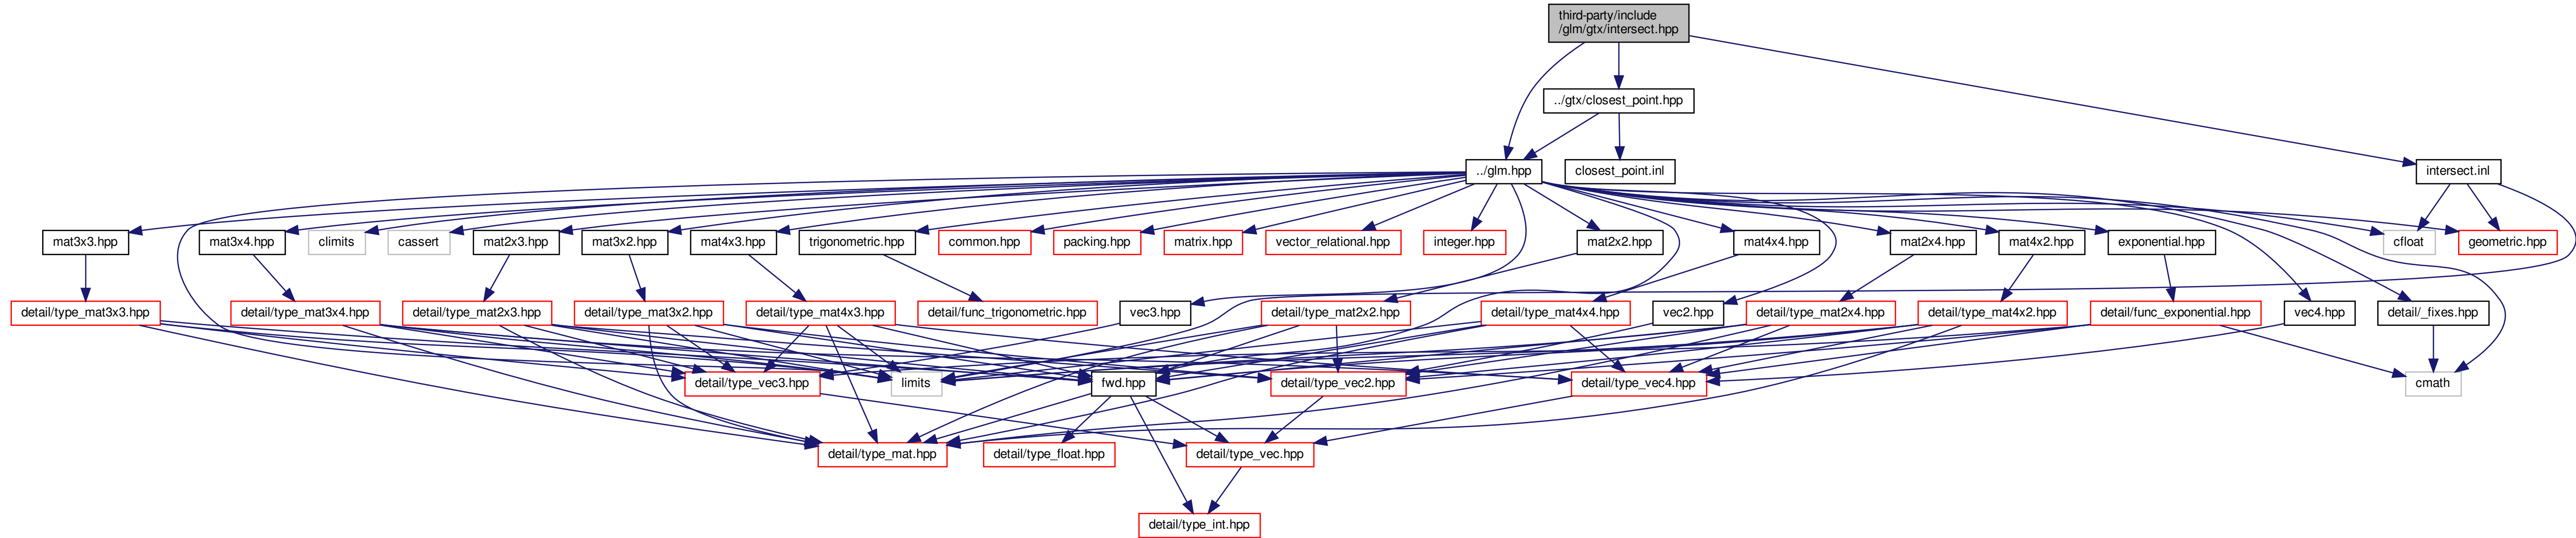 third-party/include
/glm/gtx/intersect.hpp
../gtx/closest_point.hpp
../glm.hpp
closest_point.inl
intersect.inl
mat3x3.hpp
mat3x4.hpp
climits
cassert
mat2x3.hpp
mat3x2.hpp
mat4x3.hpp
trigonometric.hpp
common.hpp
packing.hpp
matrix.hpp
vector_relational.hpp
integer.hpp
mat2x2.hpp
mat4x4.hpp
mat2x4.hpp
mat4x2.hpp
exponential.hpp
cfloat
geometric.hpp
detail/type_mat3x3.hpp
detail/type_mat3x4.hpp
detail/type_mat2x3.hpp
detail/type_mat3x2.hpp
detail/type_mat4x3.hpp
detail/func_trigonometric.hpp
vec3.hpp
detail/type_mat2x2.hpp
detail/type_mat4x4.hpp
vec2.hpp
detail/type_mat2x4.hpp
detail/type_mat4x2.hpp
detail/func_exponential.hpp
vec4.hpp
detail/_fixes.hpp
detail/type_vec3.hpp
limits
fwd.hpp
detail/type_vec2.hpp
detail/type_vec4.hpp
cmath
detail/type_mat.hpp
detail/type_float.hpp
detail/type_vec.hpp
detail/type_int.hpp